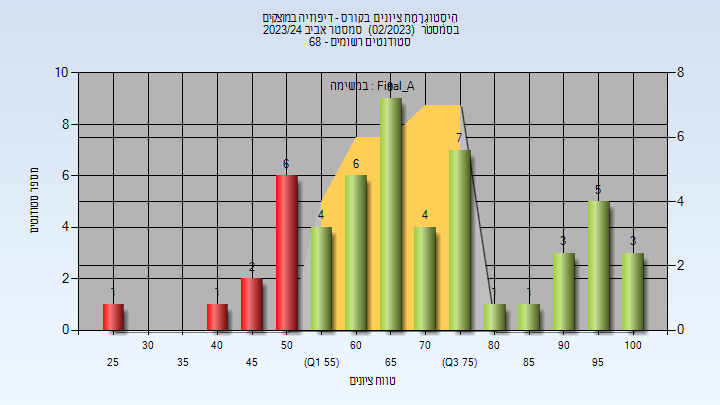 היסטוגרמת ציונים בקורס - דיפוזיה במוצקים
בסמסטר (02/2023) סמסטר אביב 2023/24
סטודנטים רשומים - 68
במשימה : Final_A
מספר סטודנטים
10 8 6 4 2 0
8 6 4 2 0
1 1 2 6 4 6 9 4 7 1 1 3 5 3
30 40 50 60 70 80 90 100
25 35 45 (Q1 55) 65 (Q3 75) 85 95
טווח ציונים